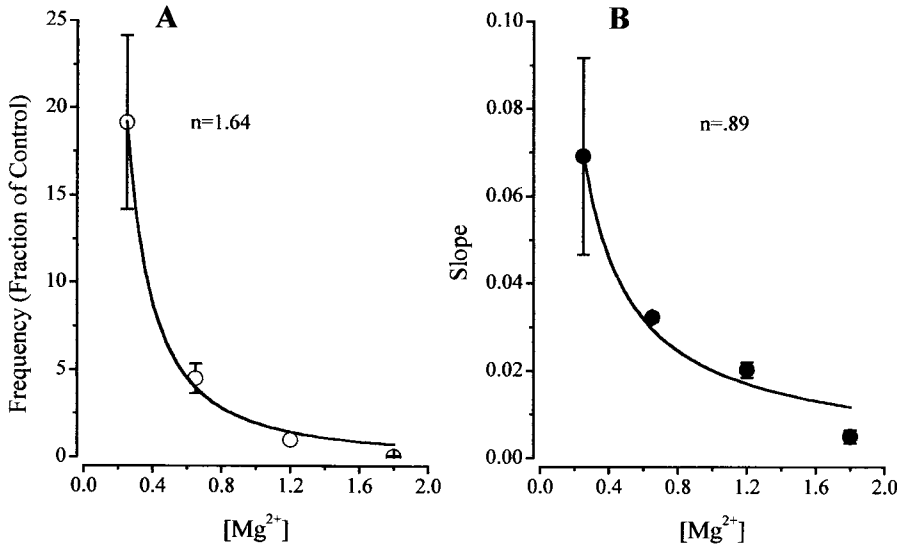 A
Frequency (Fraction of Control)
25
20
15
10
5
0
n=1.64
0.0 0.4 0.8 1.2 1.6 2.0
[Mg2+]
B
Slope
0.10
0.08
0.06
0.04
0.02
0.00
n=.89
0.0 0.4 0.8 1.2 1.6 2.0
[Mg2+]